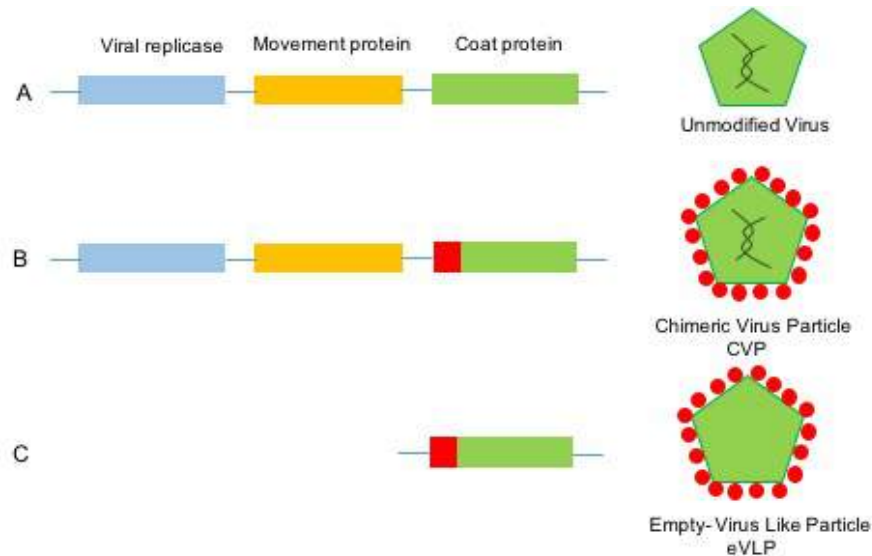 Viral replicase Movement protein Coat protein
A
Unmodified Virus
B
Chimeric Virus Particle
CVP
C
Empty- Virus Like Particle
eVLP